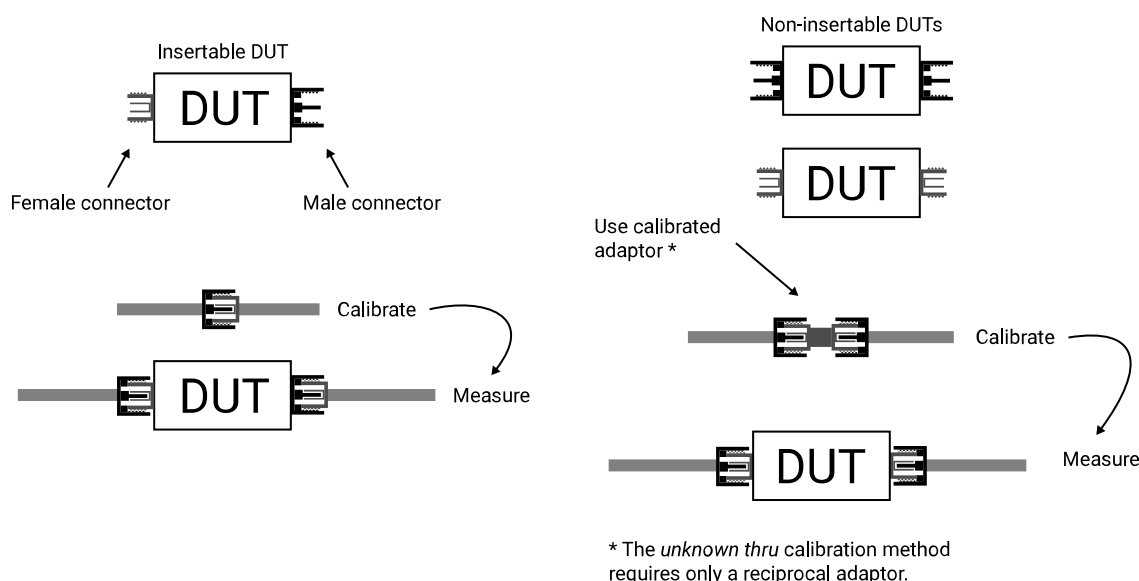 Insertable DUT
DUT
Female connector
Male connector
Calibrate
DUT
Measure
Non-insertable DUTs
DUT
DUT
Use calibrated
adaptor *
Calibrate
DUT
Measure
* The unknown thru calibration method
requires only a reciprocal adaptor.